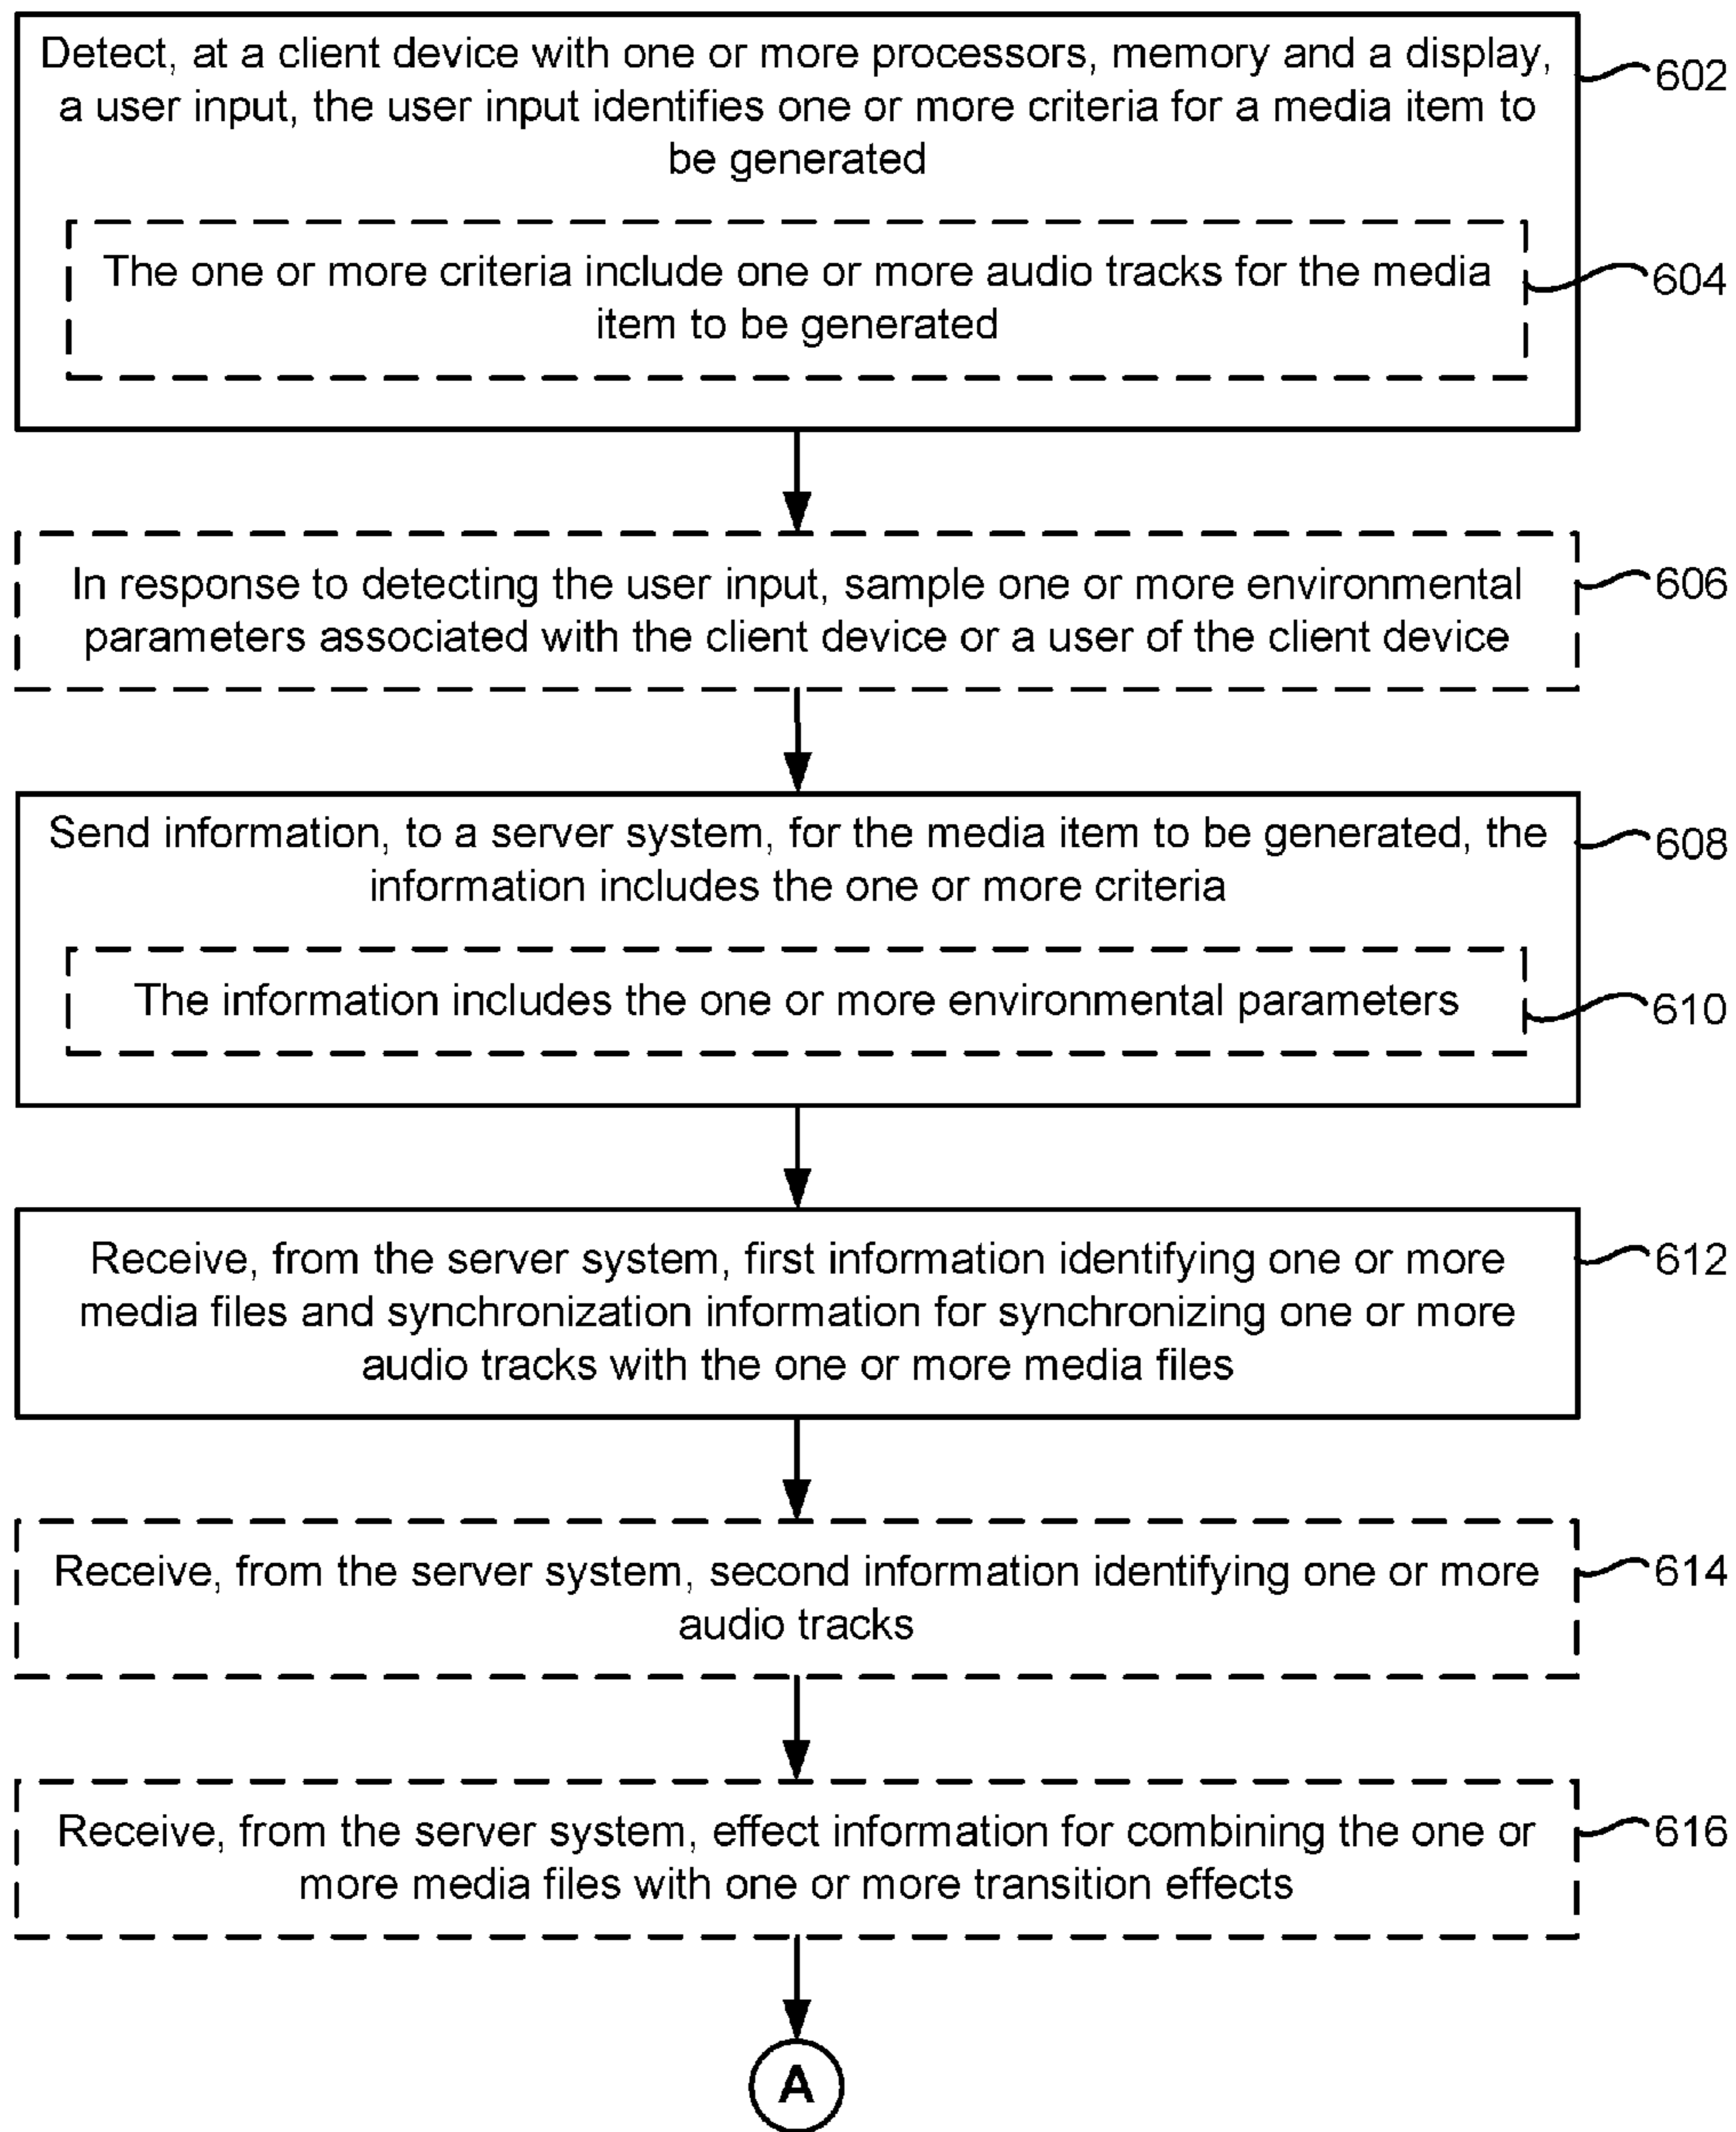 Detect, at a client device with one or more processors, memory and a display,
a user input, the user input identifies one or more criteria for a media item to
be generated
602
The one or more criteria include one or more audio tracks for the media
item to be generated
604
In response to detecting the user input, sample one or more environmental
parameters associated with the client device or a user of the client device
606
Send information, to a server system, for the media item to be generated, the
information includes the one or more criteria
608
The information includes the one or more environmental parameters
610
Receive, from the server system, first information identifying one or more
media files and synchronization information for synchronizing one or more
audio tracks with the one or more media files
612
Receive, from the server system, second information identifying one or more
audio tracks
614
Receive, from the server system, effect information for combining the one or
more media files with one or more transition effects
616
A